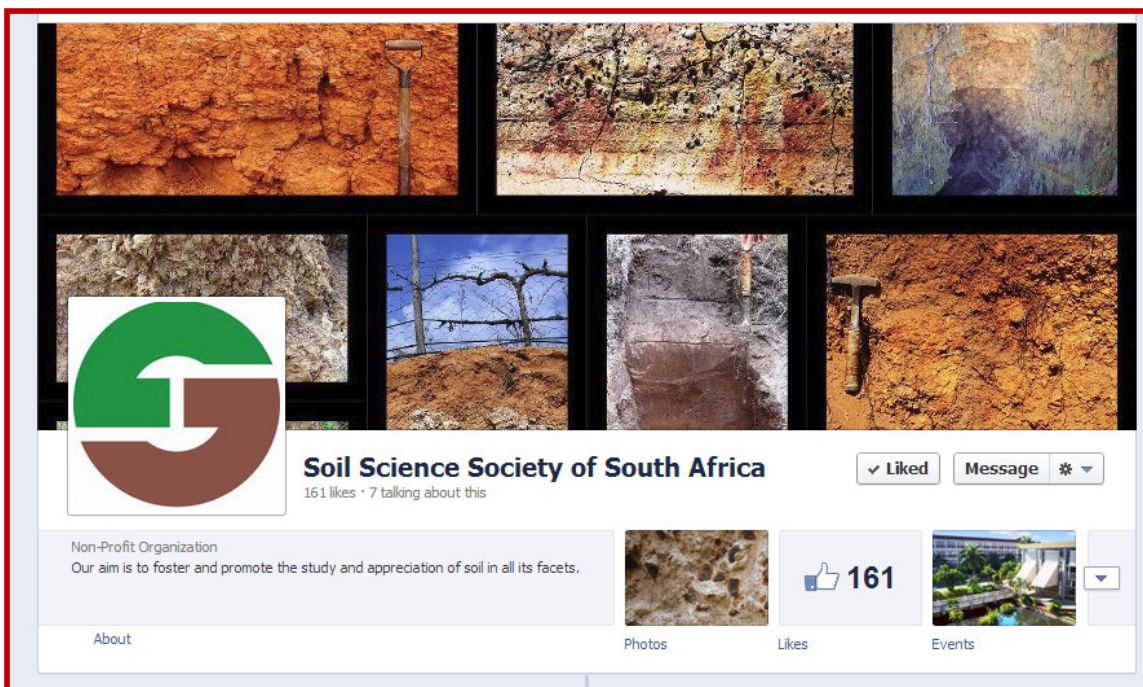 Soil Science Society of South Africa
161 likes · 7 talking about this
✓ Liked
Message
Non-Profit Organization
Our aim is to foster and promote the study and appreciation of soil in all its facets.
161
About
Photos
Likes
Events